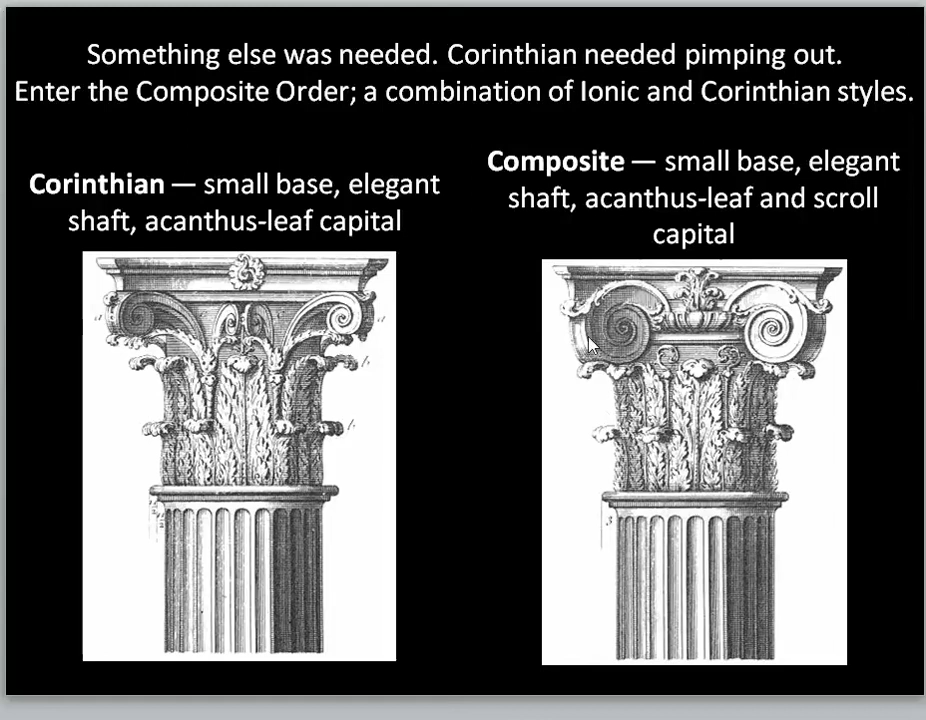 Something else was needed. Corinthian needed pimping out.
Enter the Composite Order; a combination of Ionic and Corinthian styles.
Corinthian — small base, elegant
shaft, acanthus-leaf capital
Composite — small base, elegant
shaft, acanthus-leaf and scroll
capital